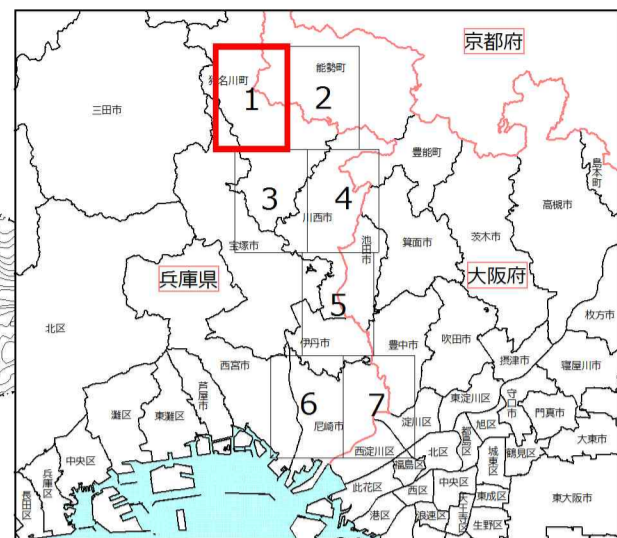 京都府
猪名川町
能勢町
1
2
三田市
豊能町
島本町
高槻市
3
4
川西市
茨木市
箕面市
池田市
宝塚市
兵庫県
大阪府
5
枚方市
北区
伊丹市
豊中市
吹田市
摂津市
寝屋川市
西宮市
芦屋市
東淀川区
守口市
門真市
灘区
東灘区
6
7
尼崎市
淀川区
旭区
都島区
大東市
中央区
西淀川区
北区
城東区
鶴見区
福島区
兵庫区
此花区
西区
中央区
東成区
天王寺区
東大阪市
長田区
港区
浪速区
生野区